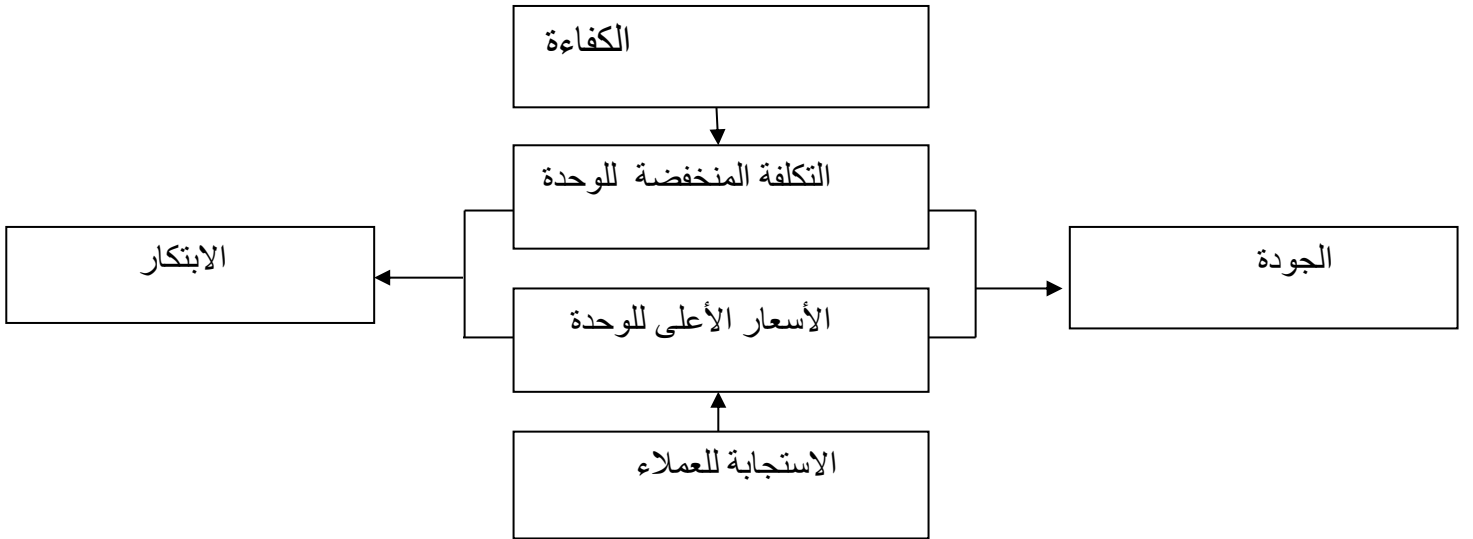 الكفاءة
التكلفة المنخفضة للوحدة
الجودة
الابتكار
الأسعار الأعلى للوحدة
الاستجابة للعملاء